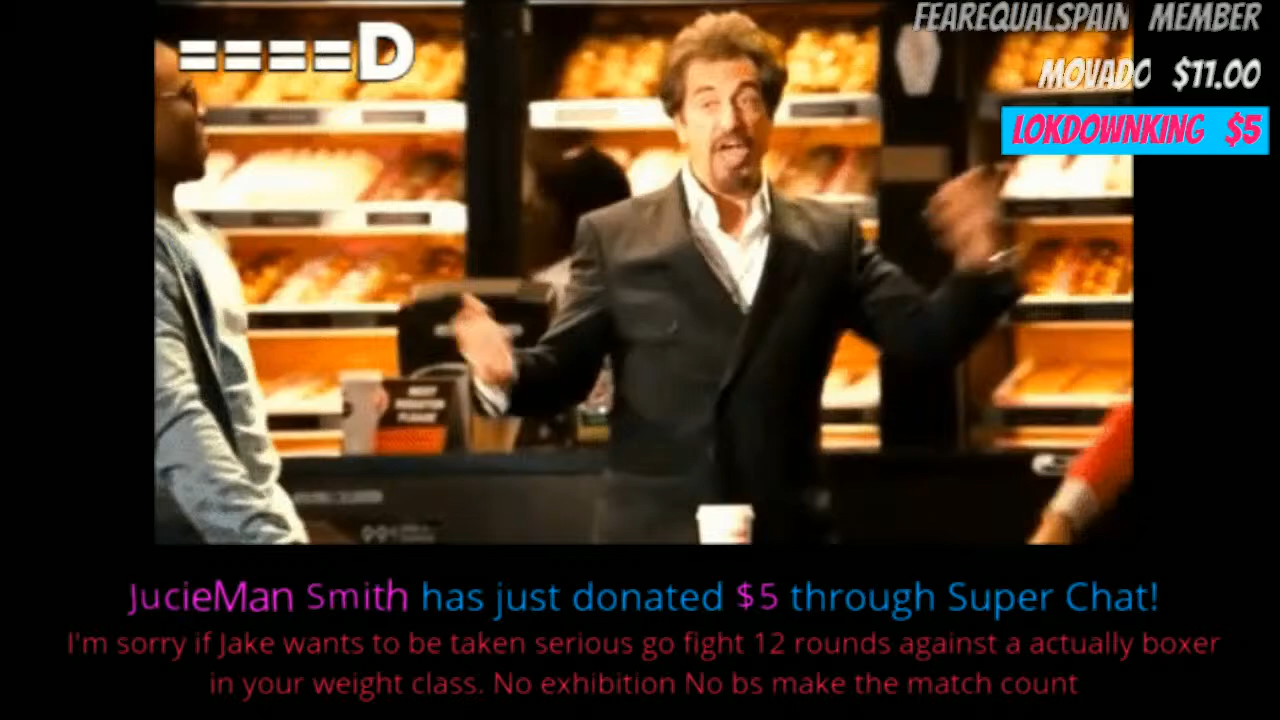 FEAREQUALSPAIN MEMBER
====D
MOVADO $11.00
LOKDOWNKING $5
JucieMan Smith has just donated $5 through Super Chat!
I'm sorry if Jake wants to be taken serious go fight 12 rounds against a actually boxer
in your weight class. No exhibition No bs make the match count